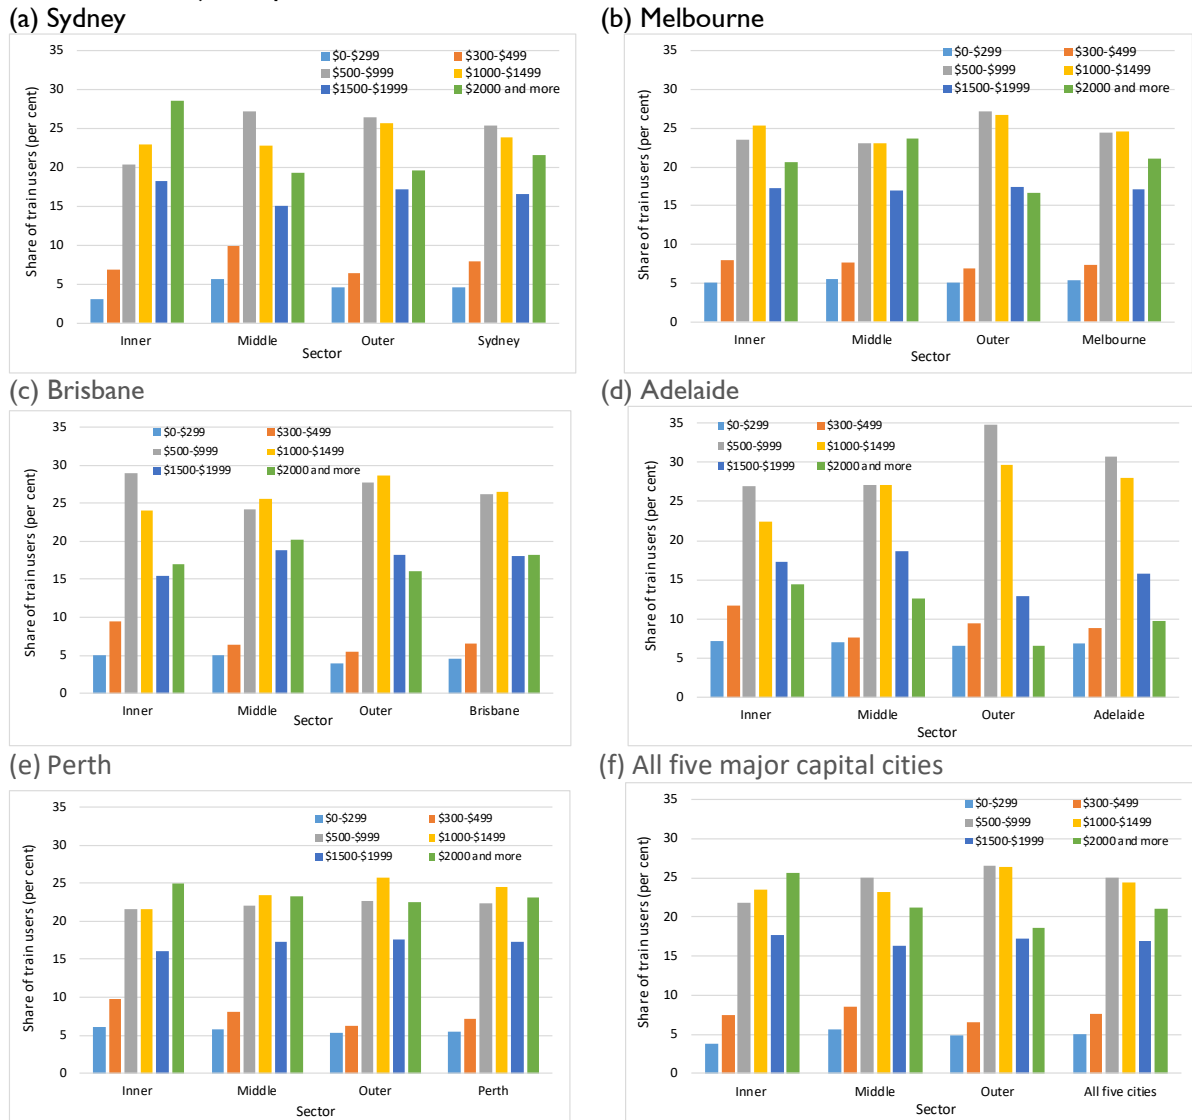 (a) Sydney
$0-$299 $300-$499
$500-$999 $1000-$1499
$1500-$1999 $2000 and more
Share of train users (per cent)
35
30
25
20
15
10
5
0
Inner Middle Outer Sydney
Sector
(b) Melbourne
$0-$299 $300-$499
$500-$999 $1000-$1499
$1500-$1999 $2000 and more
Share of train users (per cent)
35
30
25
20
15
10
5
0
Inner Middle Outer Melbourne
Sector
(c) Brisbane
$0-$299 $300-$499
$500-$999 $1000-$1499
$1500-$1999 $2000 and more
Share of train users (per cent)
35
30
25
20
15
10
5
0
Inner Middle Outer Brisbane
Sector
(d) Adelaide
$0-$299 $300-$499
$500-$999 $1000-$1499
$1500-$1999 $2000 and more
Share of train users (per cent)
35
30
25
20
15
10
5
0
Inner Middle Outer Adelaide
Sector
(e) Perth
$0-$299 $300-$499
$500-$999 $1000-$1499
$1500-$1999 $2000 and more
Share of train users (per cent)
35
30
25
20
15
10
5
0
Inner Middle Outer Perth
Sector
(f) All five major capital cities
$0-$299 $300-$499
$500-$999 $1000-$1499
$1500-$1999 $2000 and more
Share of train users (per cent)
35
30
25
20
15
10
5
0
Inner Middle Outer All five cities
Sector